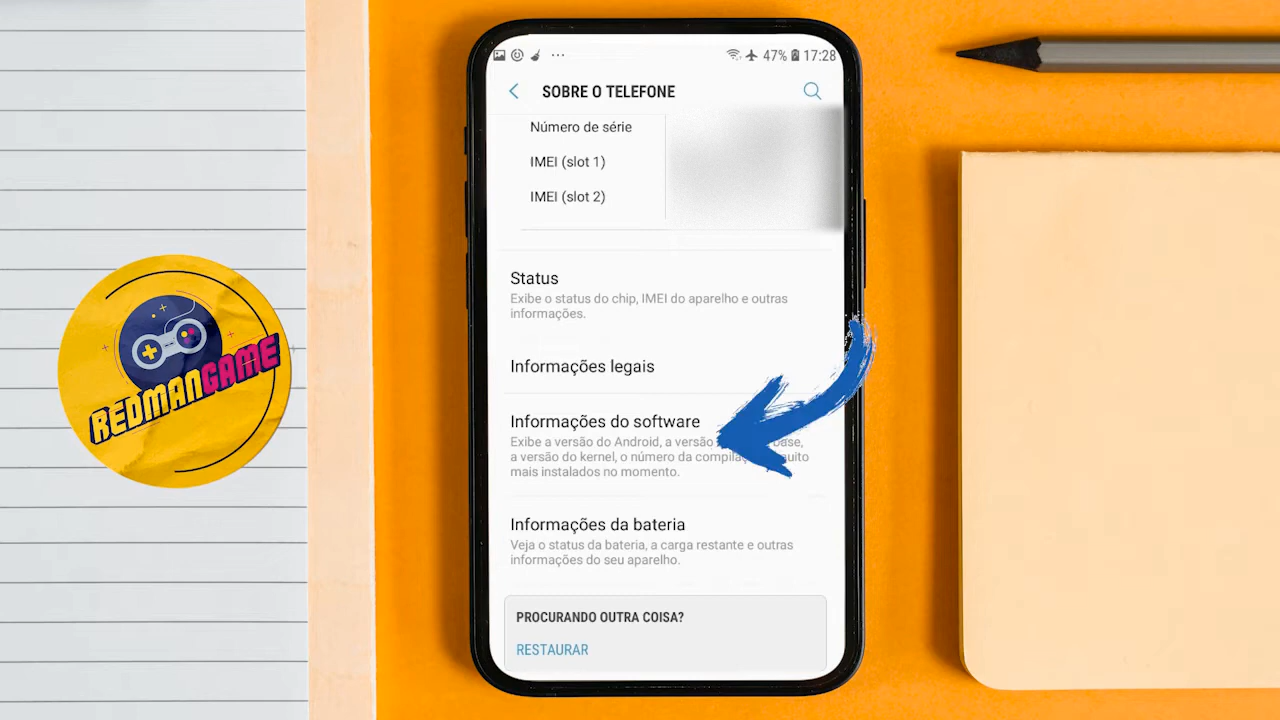 47% 17:28
SOBRE O TELEFONE
Número de série
IMEI (slot 1)
IMEI (slot 2)
Status
Exibe o status do chip, IMEI do aparelho e outras
informações.
Informações legais
Informações do software
Exibe a versão do Android, a versão base,
a versão do kernel, o número da
mais instalados no momento.
Informações da bateria
Veja o status da bateria, a carga restante e outras
informações do seu aparelho.
PROCURANDO OUTRA COISA?
RESTAURAR
REDMANGAME